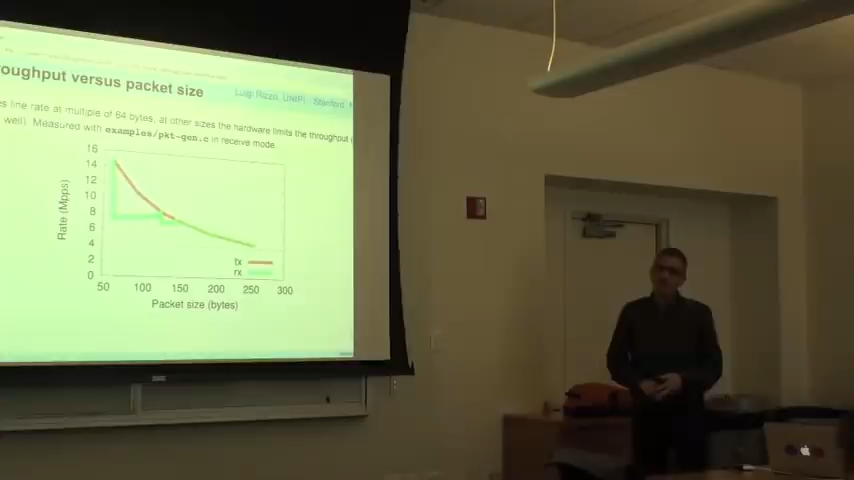 oughput versus packet size
Luigi Rizzo, UNIPI Stanford
es line rate at multiple of 64 bytes, at other sizes the hardware limits the throughput
well). Measured with examples/pkt-gen.c in receive mode.
16
14
12
10
8
6
4
2
0
Rate (Mpps)
tx
rx
50 100 150 200 250 300
Packet size (bytes)